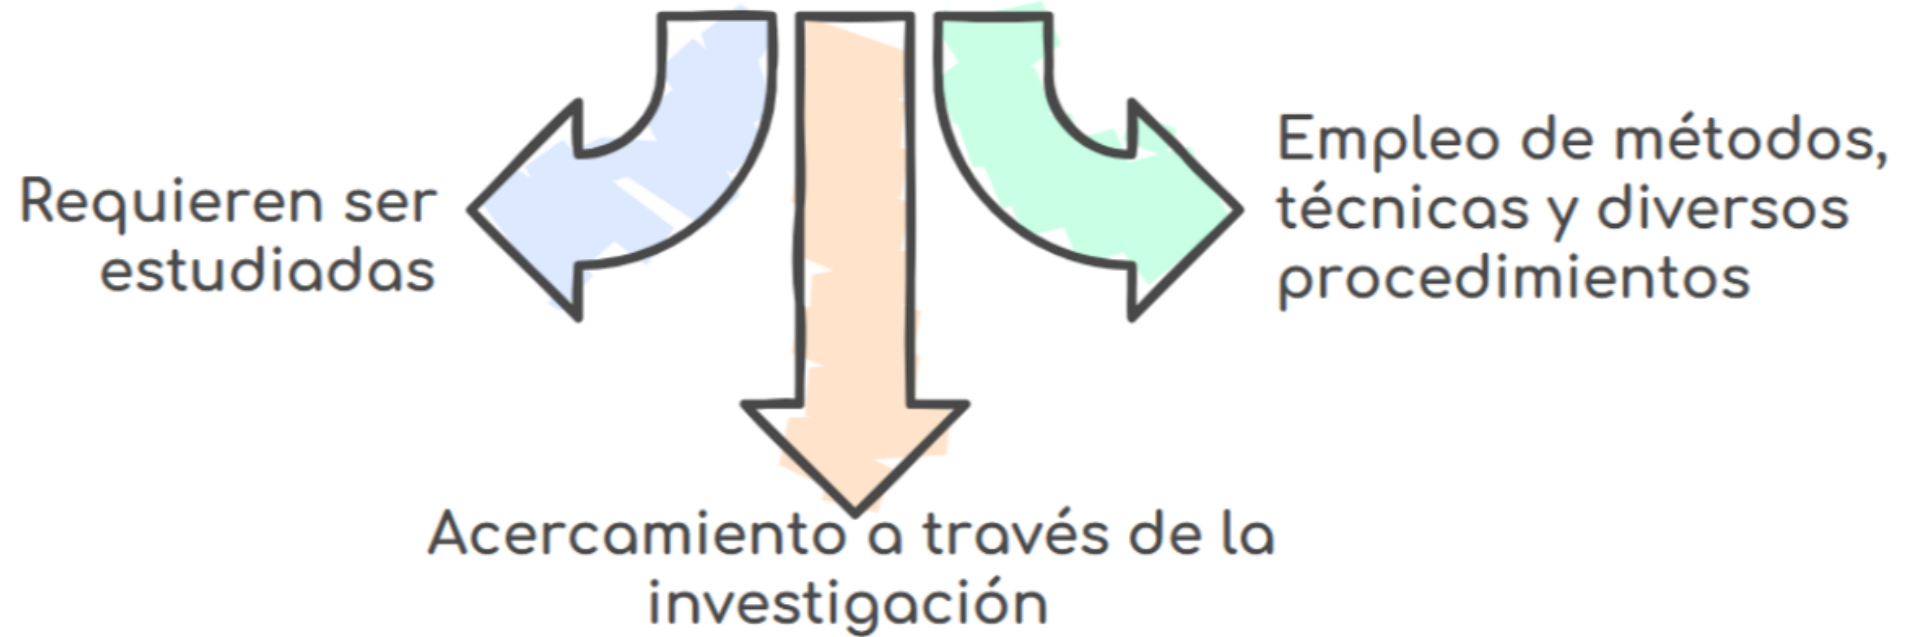 Requieren ser
estudiadas
Empleo de métodos,
técnicas y diversos
procedimientos
Acercamiento a través de la
investigación